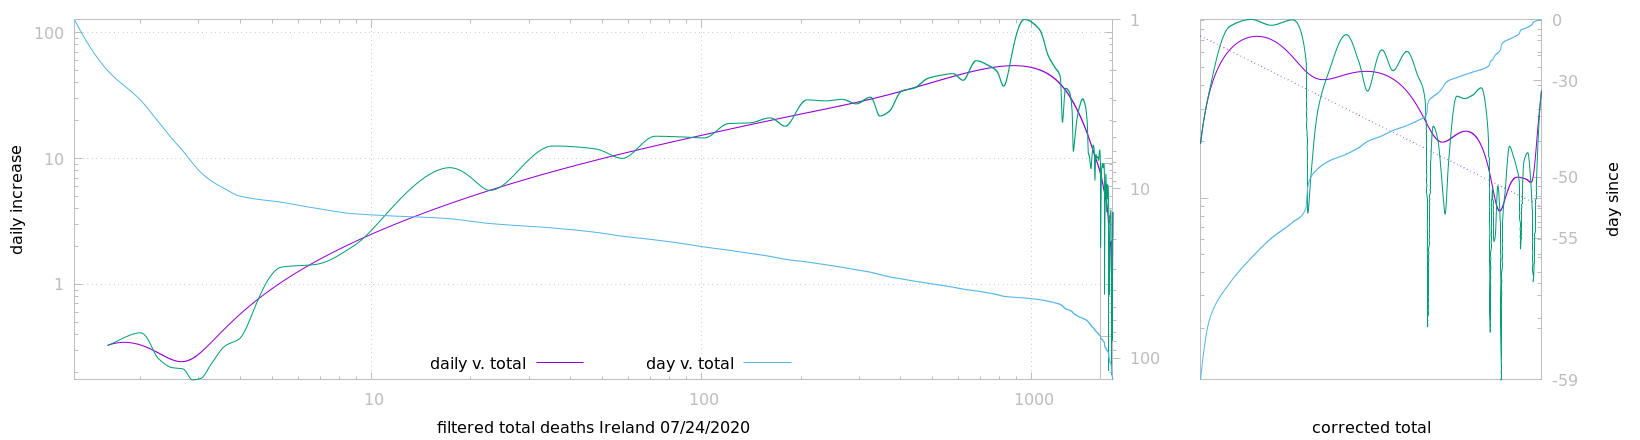 100
10
1
daily increase
daily v. total
day v. total
10
100
1000
filtered total deaths Ireland 07/24/2020
1
10
100
0
-30
-50
-55
-59
day since
corrected total